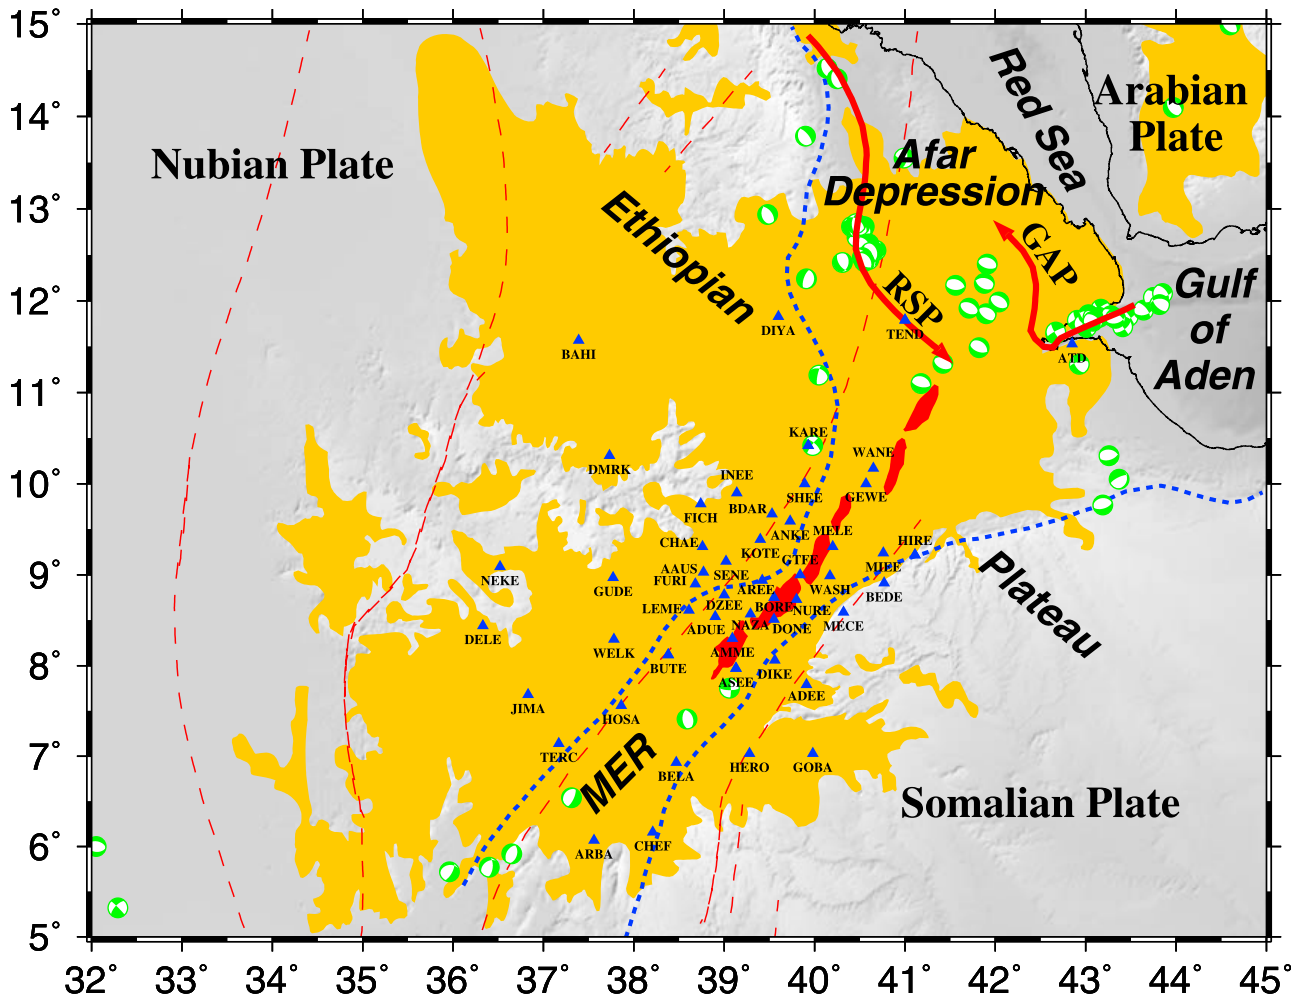 15°
14°
13°
12°
11°
10°
9°
8°
7°
6°
5°
32°
33°
34°
35°
36°
37°
38°
39°
40°
41°
42°
43°
44°
45°
Nubian Plate
Arabian
Plate
Red Sea
Afar
Depression
Ethiopian
GAP
RSP
Gulf
of
Aden
Plateau
MER
Somalian Plate
DIYA
TEND
ATD
BAHI
KARE
DMRK
WANE
INEE
SHEE
GEWE
FICH
BDAR
ANKE
MELE
CHAE
KOTE
HIRE
GTFE
MIEE
NEKE
AAUS
SENE
FURI
GUDE
AREE
WASH
BEDE
DZEE
BORE
NURE
LEME
ADUE
NAZA
DONE
MECE
DELE
WELK
AMME
BUTE
ASEE
DIKE
ADEE
JIMA
HOSA
TERC
BELA
HERO
GOBA
ARBA
CHEF